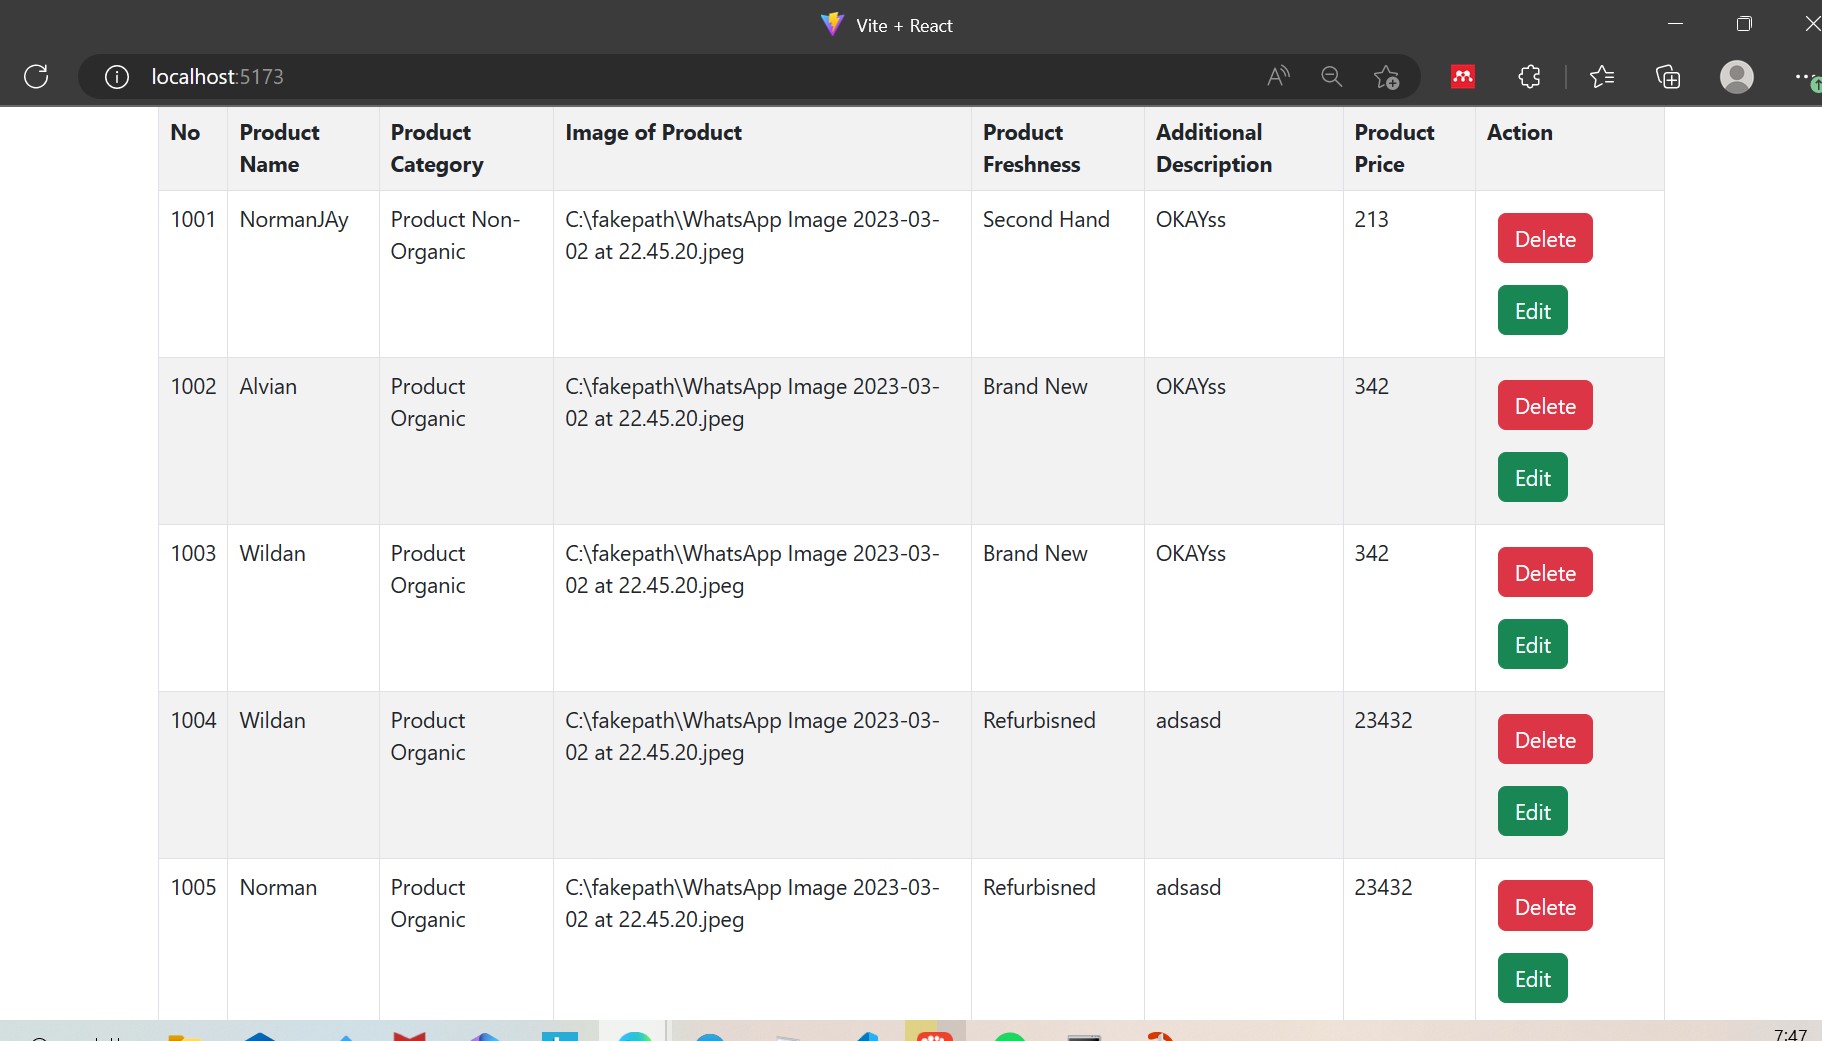 Vite + React
localhost:5173
No Product Name Product Category Image of Product Product Freshness Additional Description Product Price Action
1001 NormanJAy Product Non-Organic C:\fakepath\WhatsApp Image 2023-03-02 at 22.45.20.jpeg Second Hand OKAYss 213 Delete
Edit
1002 Alvian Product Organic C:\fakepath\WhatsApp Image 2023-03-02 at 22.45.20.jpeg Brand New OKAYss 342 Delete
Edit
1003 Wildan Product Organic C:\fakepath\WhatsApp Image 2023-03-02 at 22.45.20.jpeg Brand New OKAYss 342 Delete
Edit
1004 Wildan Product Organic C:\fakepath\WhatsApp Image 2023-03-02 at 22.45.20.jpeg Refurbisned adsasd 23432 Delete
Edit
1005 Norman Product Organic C:\fakepath\WhatsApp Image 2023-03-02 at 22.45.20.jpeg Refurbisned adsasd 23432 Delete
Edit
7:47